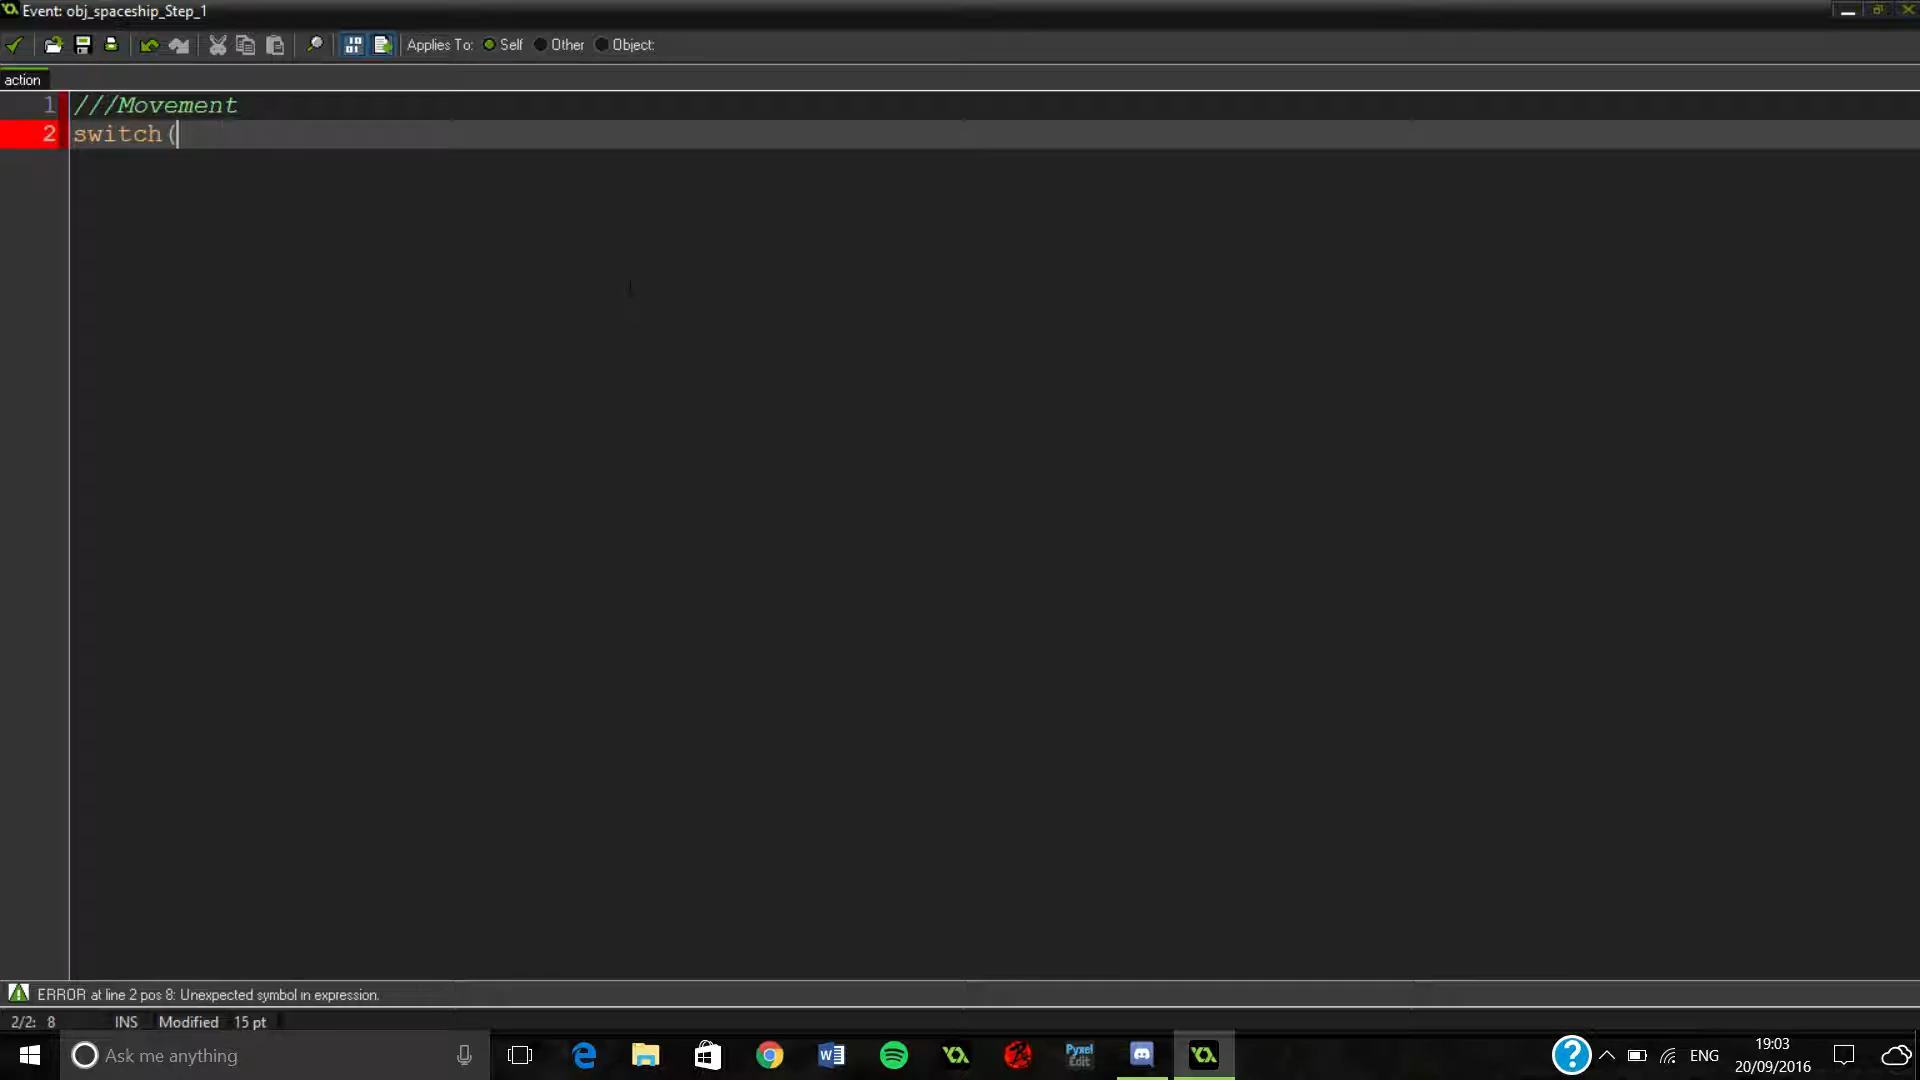 Event: obj_spaceship_Step_1
Applies To: Self Other Object:
action
1 ///Movement
2 switch(
ERROR at line 2 pos 8: Unexpected symbol in expression.
2/2: 8 INS Modified 15 pt
Ask me anything
Pyxel
Edit
ENG
19:03
20/09/2016